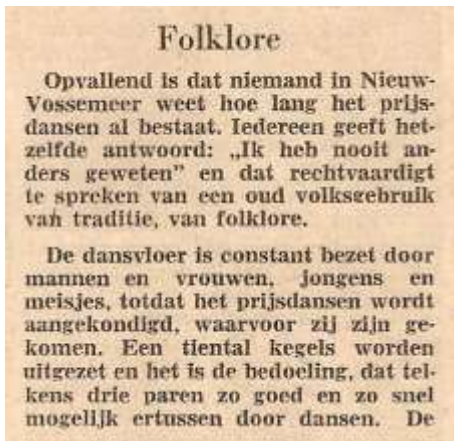 Folklore
Opvallend is dat niemand in Nieuw-
Vossemeer weet hoe lang het prijs-
dansen al bestaat. Iedereen geeft het-
zelfde antwoord: „Ik heb nooit an-
ders geweten” en dat rechtvaardigt
te spreken van een oud volksgebruik
van traditie, van folklore.
De dansvloer is constant bezet door
mannen en vrouwen, jongens en
meisjes, totdat het prijsdansen wordt
aangekondigd, waarvoor zij zijn ge-
komen. Een tiental kegels worden
uitgezet en het is de bedoeling, dat tel-
kens drie paren zo goed en zo snel
mogelijk ertussen door dansen. De